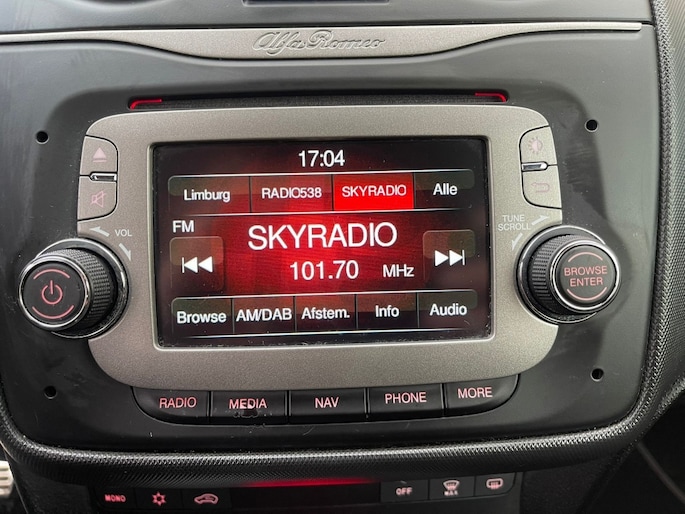 Alfa Romeo
17:04
Limburg RADIO538 SKYRADIO Alle
FM
SKYRADIO
101.70 MHz
Browse AM/DAB Afstem. Info Audio
VOL
TUNE
SCROLL
BROWSE
ENTER
RADIO MEDIA NAV PHONE MORE
MONO OFF MAX